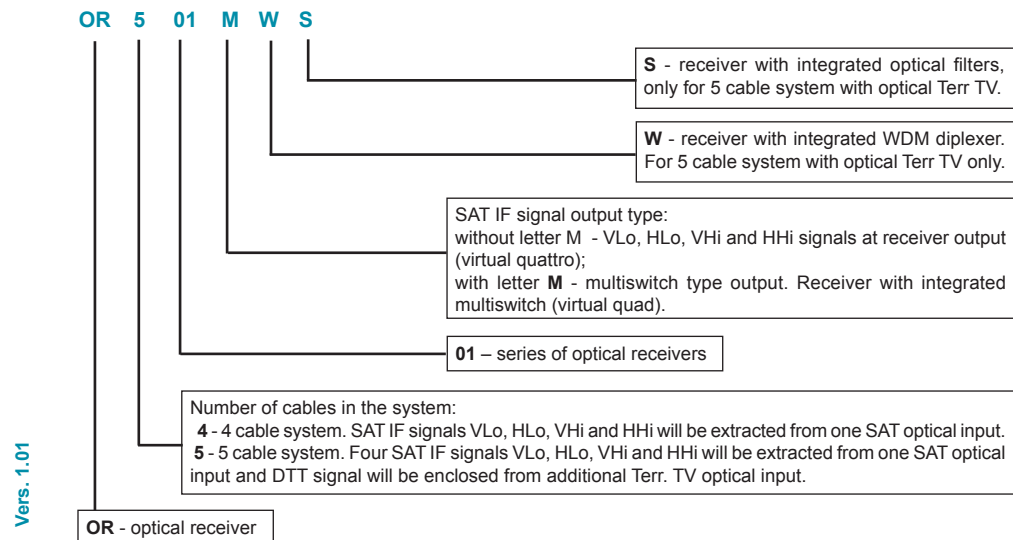 OR 5 01 M W S
S - receiver with integrated optical filters,
only for 5 cable system with optical Terr TV.
W - receiver with integrated WDM diplexer.
For 5 cable system with optical Terr TV only.
SAT IF signal output type:
without letter M - VLo, HLo, VHi and HHi signals at receiver output
(virtual quattro);
with letter M - multiswitch type output. Receiver with integrated
multiswitch (virtual quad).
01 – series of optical receivers
Number of cables in the system:
4 - 4 cable system. SAT IF signals VLo, HLo, VHi and HHi will be extracted from one SAT optical input.
5 - 5 cable system. Four SAT IF signals VLo, HLo, VHi and HHi will be extracted from one SAT optical
input and DTT signal will be enclosed from additional Terr. TV optical input.
OR - optical receiver
Vers. 1.01